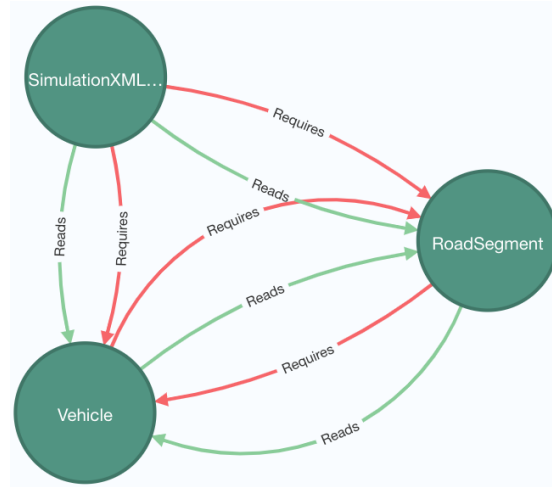 SimulationXML...
Requires
Reads
Reads
Requires
Requires
RoadSegment
Reads
Requires
Vehicle
Reads